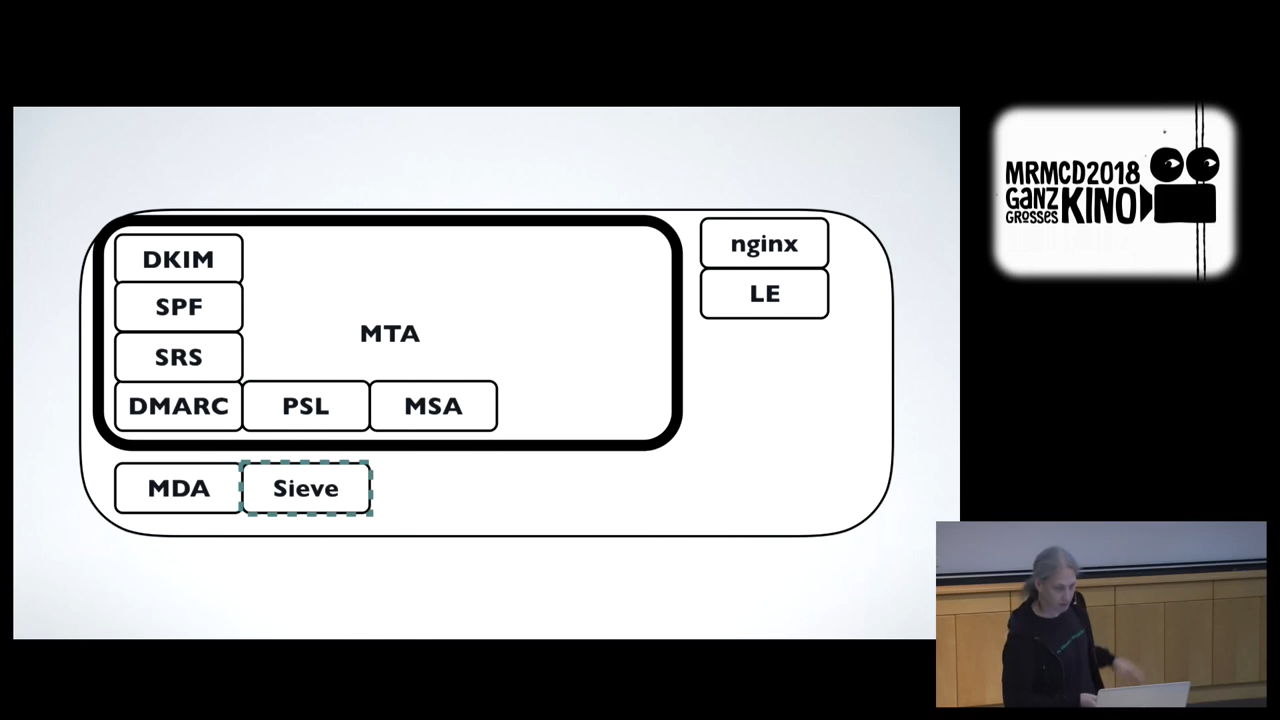 DKIM
SPF
SRS
DMARC
PSL
MSA
MTA
MDA
Sieve
nginx
LE
MRMCD2018
GANZ
GROSSES
KINO